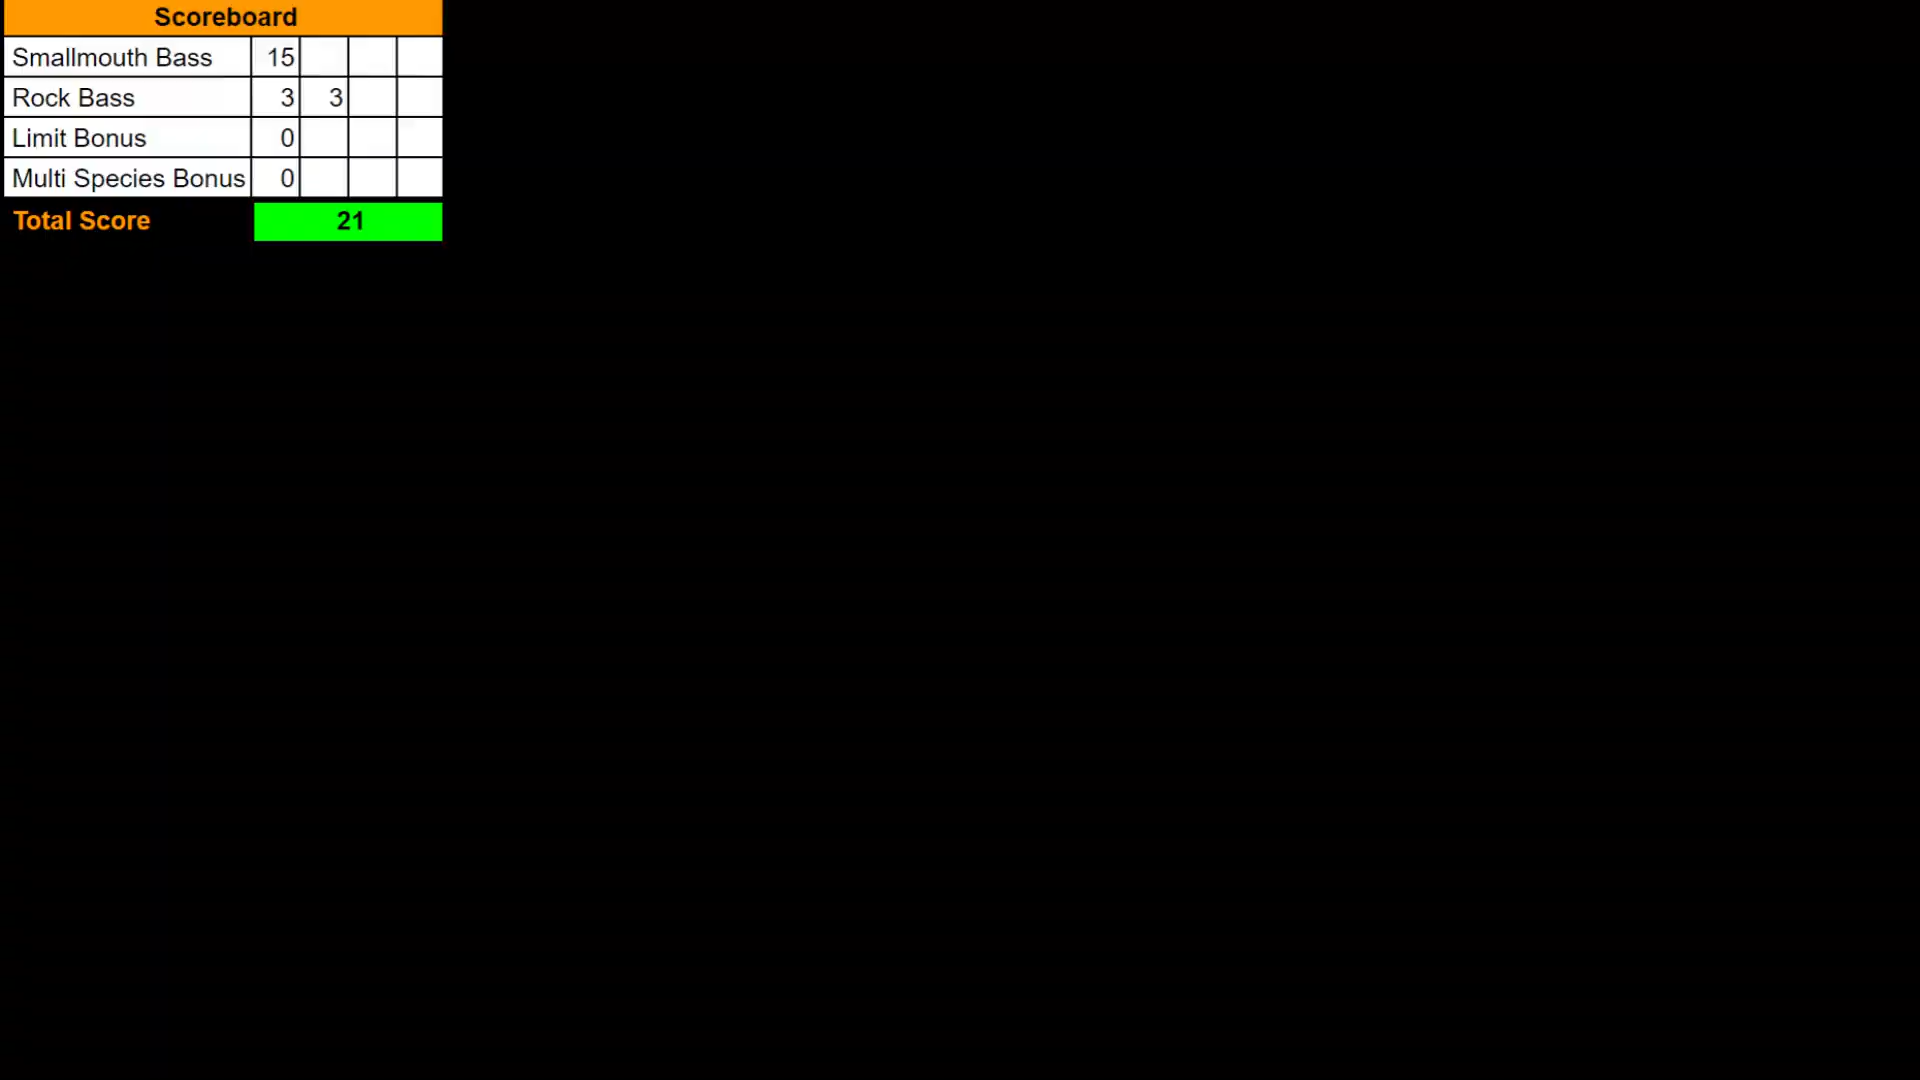 Scoreboard
Smallmouth Bass 15
Rock Bass 3 3
Limit Bonus 0
Multi Species Bonus 0
Total Score 21